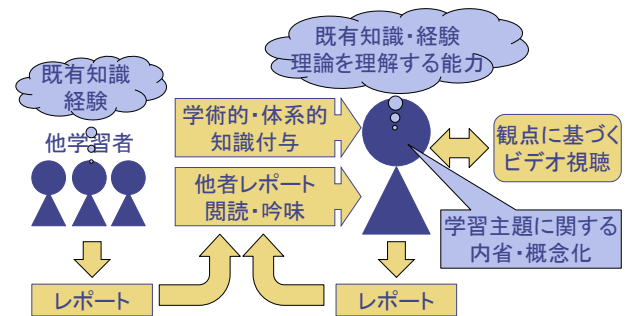 既有知識・経験
理論を理解する能力
既有知識
経験
他学習者
学術的・体系的
知識付与
観点に基づく
ビデオ視聴
他者レポート
閲読・吟味
学習主題に関する
内省・概念化
レポート
レポート